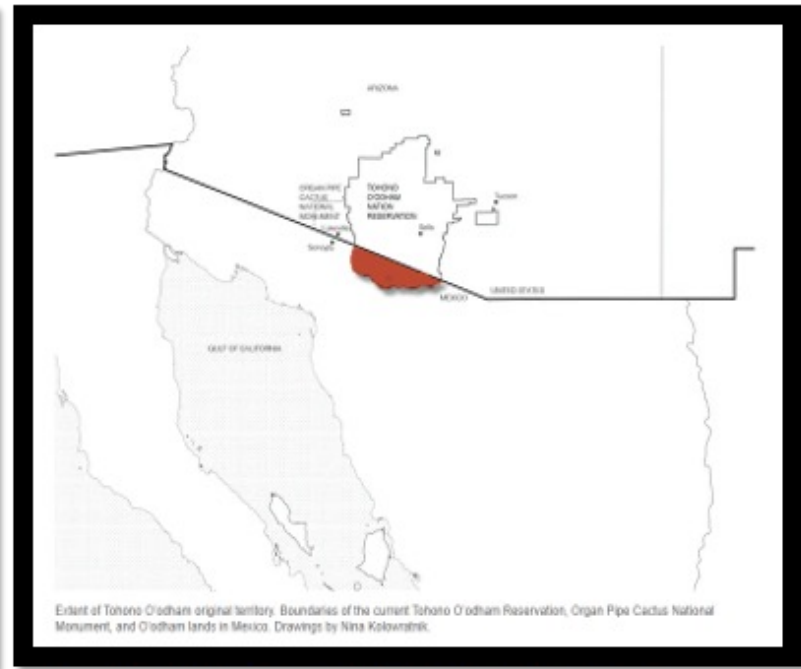 ARIZONA
ORGAN PIPE
CACTUS
NATIONAL
MONUMENT
TOHONO
O'ODHAM
NATION
RESERVATION
Tucson
Sells
Lukeville
Sonoyta
MEXICO
UNITED STATES
GULF OF CALIFORNIA
Extent of Tohono O'odham original territory. Boundaries of the current Tohono O'odham Reservation, Organ Pipe Cactus National
Monument, and O'odham lands in Mexico. Drawings by Nina Kolowratnik.